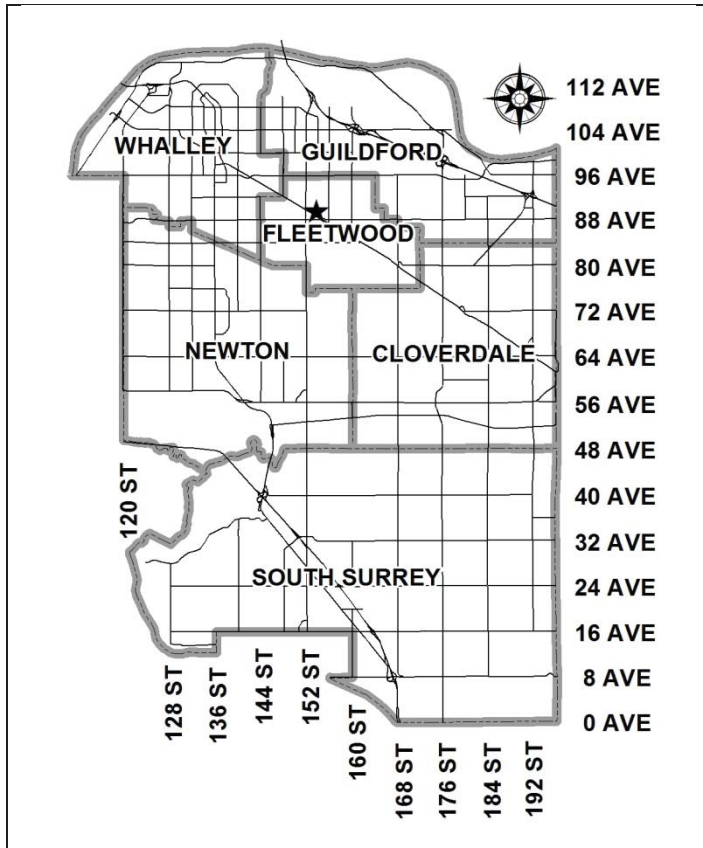 112 AVE
104 AVE
WHALLEY
GUILDFORD
96 AVE
88 AVE
FLEETWOOD
80 AVE
72 AVE
NEWTON
CLOVERDALE
64 AVE
56 AVE
48 AVE
120 ST
40 AVE
32 AVE
SOUTH SURREY
24 AVE
16 AVE
128 ST
136 ST
144 ST
152 ST
160 ST
168 ST
176 ST
184 ST
192 ST
8 AVE
0 AVE